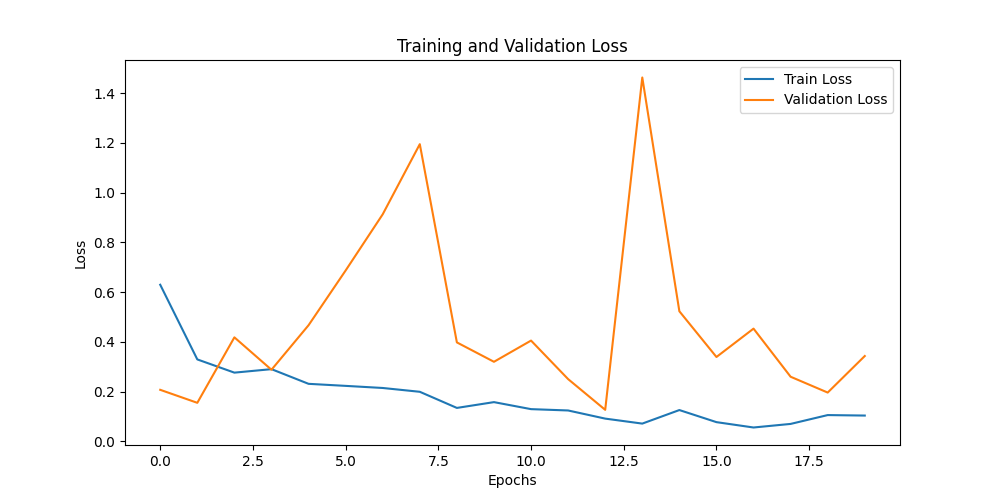 Training and Validation Loss
Train Loss
Validation Loss
1.4
1.2
1.0
0.8
0.6
0.4
0.2
0.0
Loss
0.0 2.5 5.0 7.5 10.0 12.5 15.0 17.5
Epochs